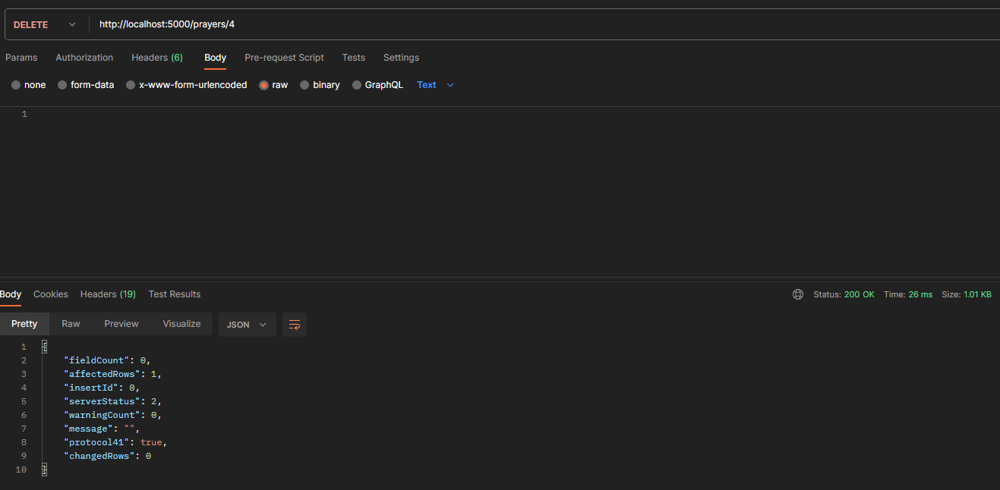 DELETE http://localhost:5000/prayers/4
Params Authorization Headers (6) Body Pre-request Script Tests Settings
none form-data x-www-form-urlencoded raw binary GraphQL Text
1
Body Cookies Headers (19) Test Results Status: 200 OK Time: 26 ms Size: 1.01 KB
Pretty Raw Preview Visualize JSON
1 {
2 "fieldCount": 0,
3 "affectedRows": 1,
4 "insertId": 0,
5 "serverStatus": 2,
6 "warningCount": 0,
7 "message": "",
8 "protocol41": true,
9 "changedRows": 0
10 }